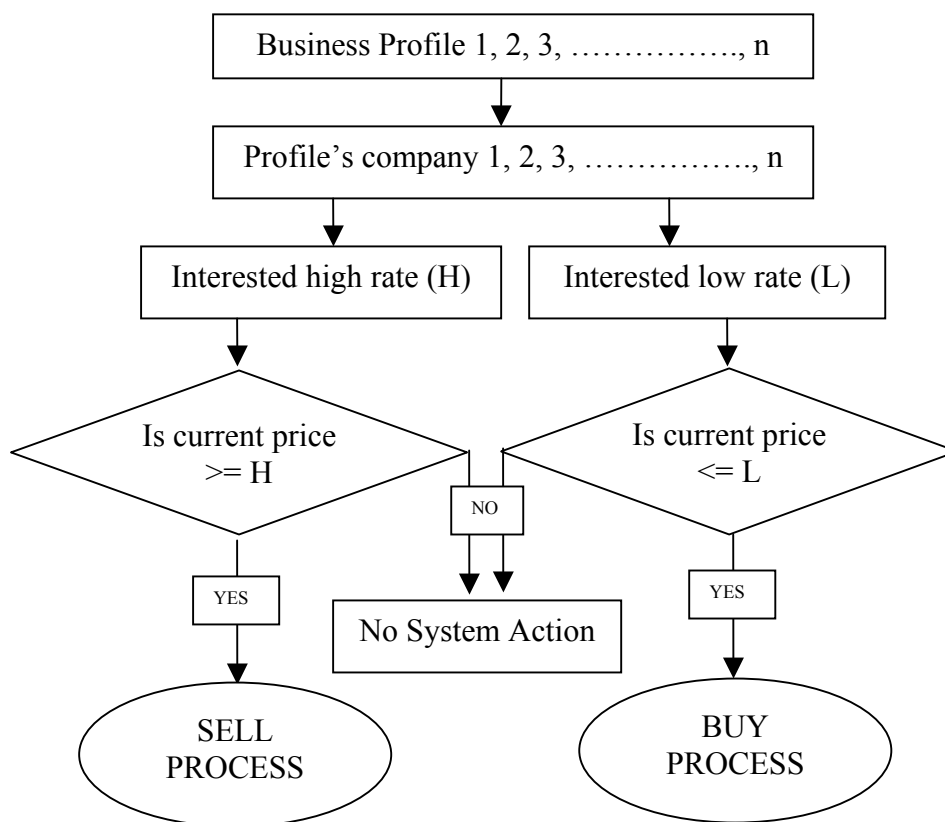 Business Profile 1, 2, 3, ……………., n
Profile’s company 1, 2, 3, ……………., n
Interested high rate (H)
Interested low rate (L)
Is current price
>= H
Is current price
<= L
NO
YES
YES
No System Action
SELL
PROCESS
BUY
PROCESS